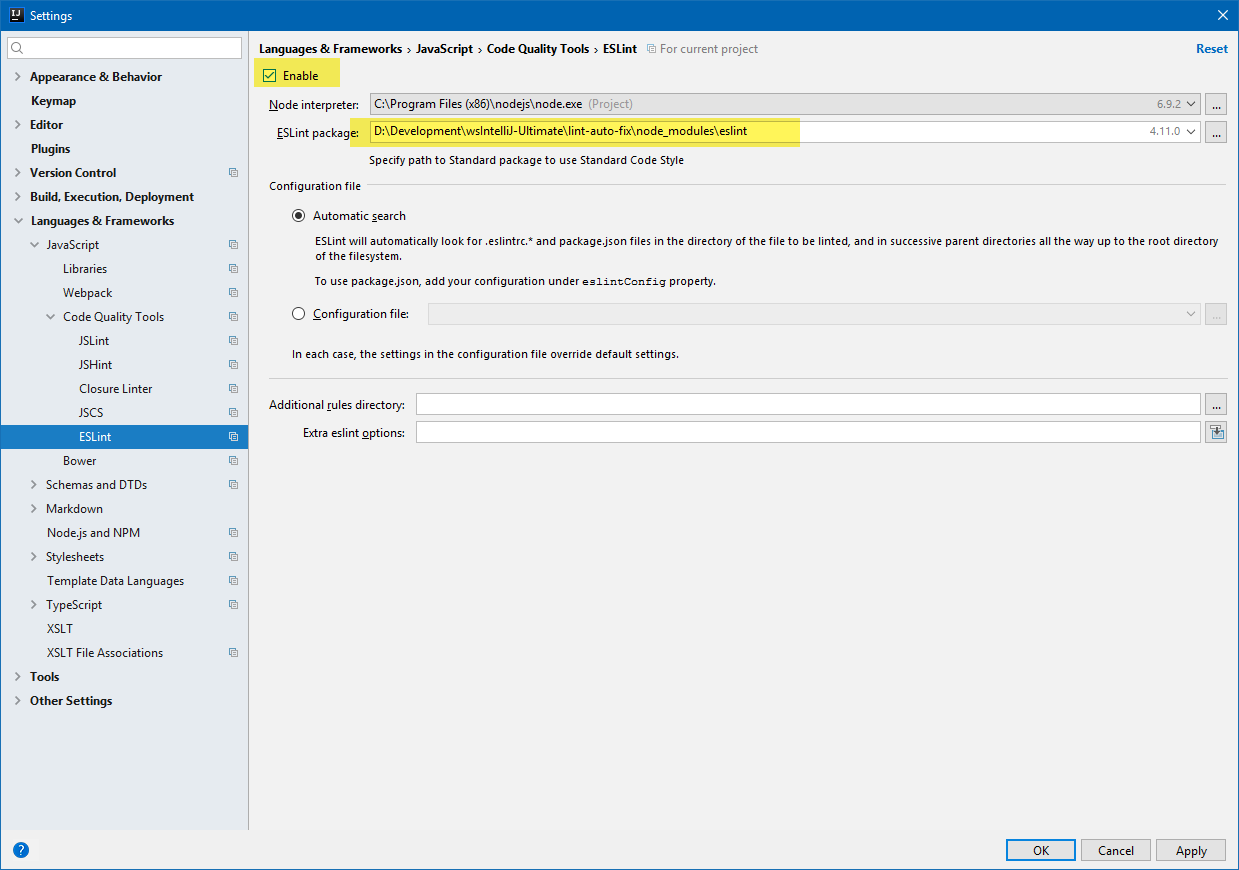 IJ
Settings
Appearance & Behavior
Keymap
Editor
Plugins
Version Control
Build, Execution, Deployment
Languages & Frameworks
JavaScript
Libraries
Webpack
Code Quality Tools
JSLint
JSHint
Closure Linter
JSCS
ESLint
Bower
Schemas and DTDs
Markdown
Node.js and NPM
Stylesheets
Template Data Languages
TypeScript
XSLT
XSLT File Associations
Tools
Other Settings
Languages & Frameworks › JavaScript › Code Quality Tools › ESLint For current project Reset
Enable
Node interpreter: C:\Program Files (x86)\nodejs\node.exe (Project) 6.9.2 ...
ESLint package: D:\Development\wsIntelliJ-Ultimate\lint-auto-fix\node_modules\eslint 4.11.0 ...
Specify path to Standard package to use Standard Code Style
Configuration file
Automatic search
ESLint will automatically look for .eslintrc.* and package.json files in the directory of the file to be linted, and in successive parent directories all the way up to the root directory
of the filesystem.
To use package.json, add your configuration under eslintConfig property.
Configuration file: ...
In each case, the settings in the configuration file override default settings.
Additional rules directory: ...
Extra eslint options:
?
OK Cancel Apply